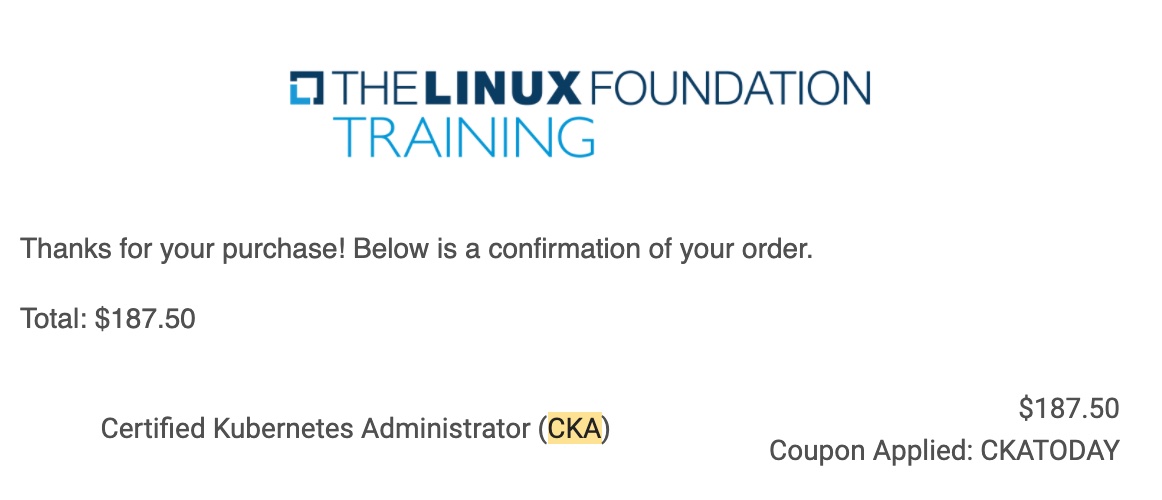 THE LINUX FOUNDATION
TRAINING
Thanks for your purchase! Below is a confirmation of your order.
Total: $187.50
Certified Kubernetes Administrator (CKA)
$187.50
Coupon Applied: CKATODAY